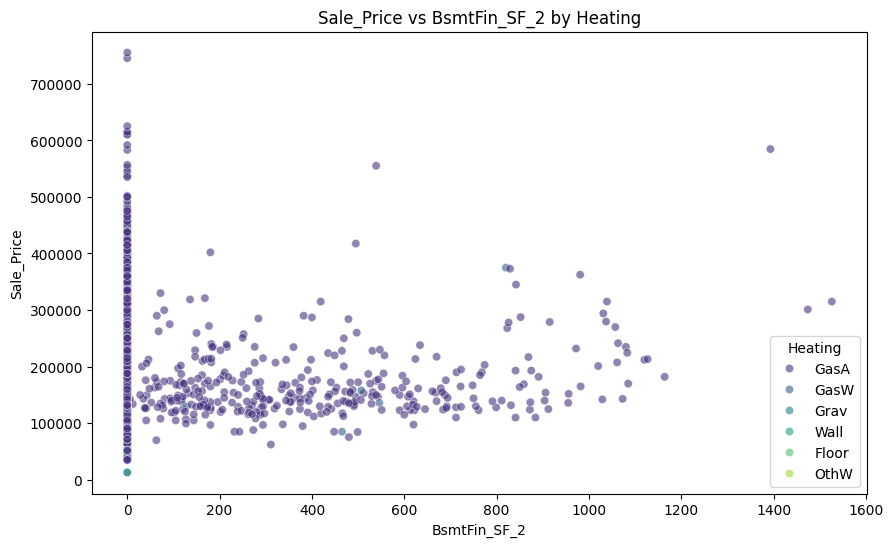 Sale_Price vs BsmtFin_SF_2 by Heating
Sale_Price
700000
600000
500000
400000
300000
200000
100000
0
0
200
400
600
800
1000
1200
1400
1600
BsmtFin_SF_2
Heating
GasA
GasW
Grav
Wall
Floor
OthW